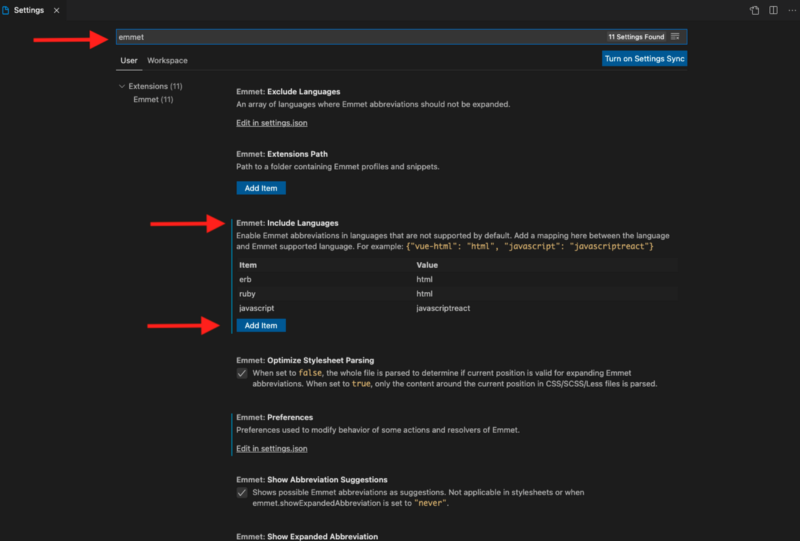 Settings
emmet
11 Settings Found
User Workspace
Turn on Settings Sync
Extensions (11)
Emmet (11)
Emmet: Exclude Languages
An array of languages where Emmet abbreviations should not be expanded.
Edit in settings.json
Emmet: Extensions Path
Path to a folder containing Emmet profiles and snippets.
Add Item
Emmet: Include Languages
Enable Emmet abbreviations in languages that are not supported by default. Add a mapping here between the language
and Emmet supported language. For example: {"vue-html": "html", "javascript": "javascriptreact"}
Item Value
erb html
ruby html
javascript javascriptreact
Add Item
Emmet: Optimize Stylesheet Parsing
When set to false, the whole file is parsed to determine if current position is valid for expanding Emmet
abbreviations. When set to true, only the content around the current position in CSS/SCSS/Less files is parsed.
Emmet: Preferences
Preferences used to modify behavior of some actions and resolvers of Emmet.
Edit in settings.json
Emmet: Show Abbreviation Suggestions
Shows possible Emmet abbreviations as suggestions. Not applicable in stylesheets or when
emmet.showExpandedAbbreviation is set to "never".
Emmet: Show Expanded Abbreviation